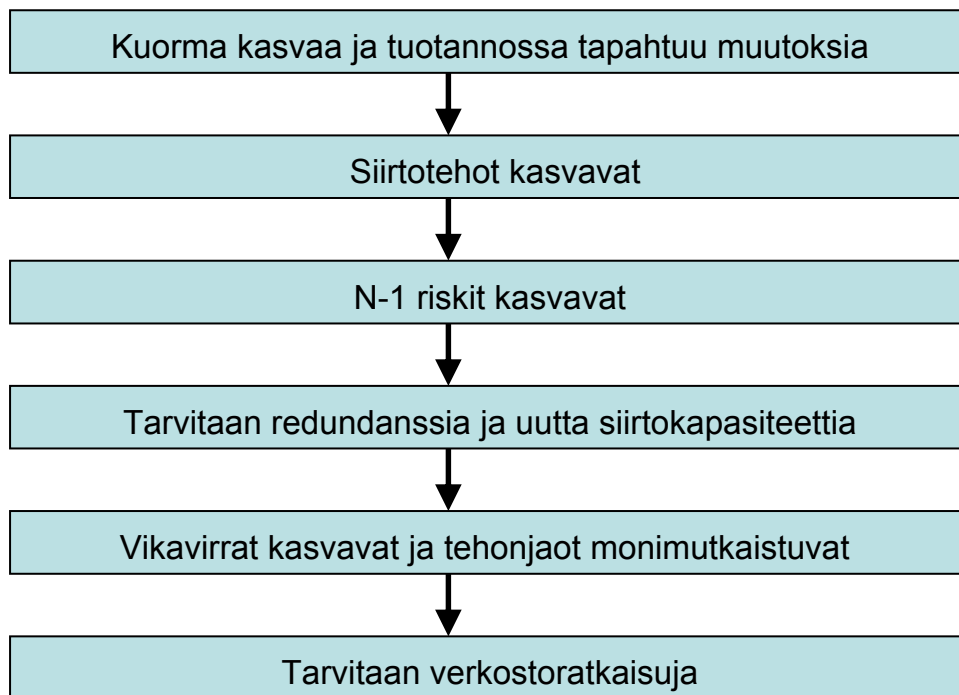 Kuorma kasvaa ja tuotannossa tapahtuu muutoksia
Siirtotehot kasvavat
N-1 riskit kasvavat
Tarvitaan redundanssia ja uutta siirtokapasiteettia
Vikavirrat kasvavat ja tehonjaot monimutkaistuvat
Tarvitaan verkostoratkaisuja